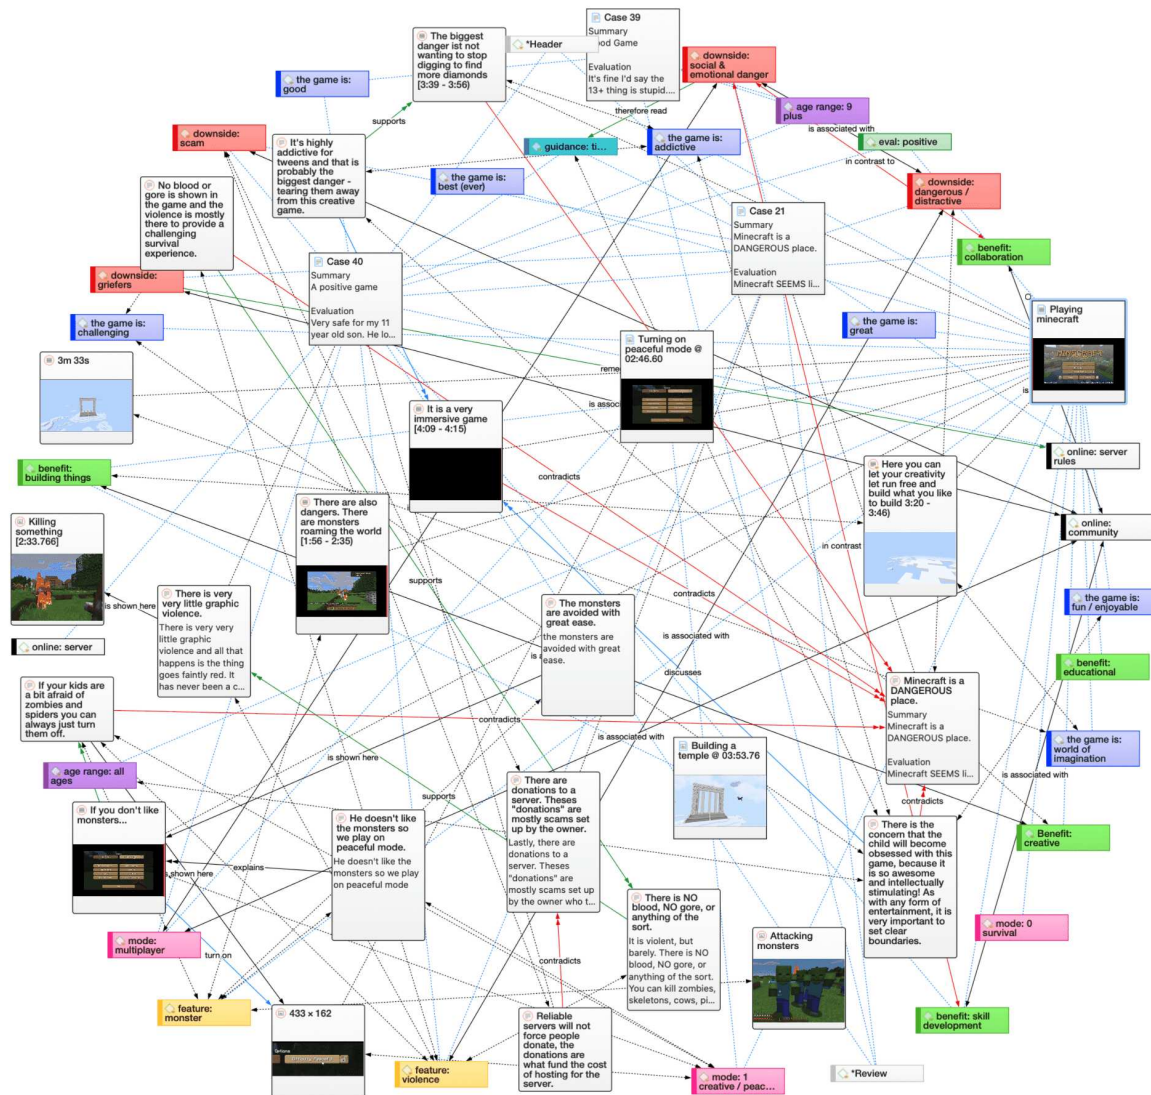 The biggest
danger ist not
wanting to stop
digging to find
more diamonds
[3:39 - 3:56]
*Header
Case 39
Summary
ood Game
Evaluation
It's fine I'd say the
13+ thing is stupid....
downside:
social &
emotional danger
the game is:
good
age range: 9
plus
therefore read
supports
is associated with
downside:
scam
It's highly
addictive for
tweens and that is
probably the
biggest danger -
tearing them away
from this creative
game.
guidance: ti...
the game is:
addictive
eval: positive
in contrast to
No blood or
gore is shown in
the game and the
violence is mostly
there to provide a
challenging
survival
experience.
the game is:
best (ever)
downside:
dangerous /
distractive
Case 21
Summary
Minecraft is a
DANGEROUS place.
Evaluation
Minecraft SEEMS li...
benefit:
collaboration
Case 40
Summary
A positive game
Evaluation
Very safe for my 11
year old son. He lo...
downside:
griefers
the game is:
challenging
the game is:
great
Playing
minecraft
Turning on
peaceful mode @
02:46.60
3m 33s
is assoc
It is a very
immersive game
[4:09 - 4:15]
online: server
rules
benefit:
building things
contradicts
Here you can
let your creativity
let run free and
build what you like
to build 3:20 -
3:46)
There are also
dangers. There
are monsters
roaming the world
[1:56 - 2:35)
Killing
something
[2:33.766]
online:
community
in contrast
supports
contradicts
There is very
very little graphic
violence.
There is very very
little graphic
violence and all that
happens is the thing
goes faintly red. It
has never been a c...
is shown here
The monsters
are avoided with
great ease.
the monsters are
avoided with great
ease.
the game is:
fun / enjoyable
online: server
is associated with
discusses
benefit:
educational
If your kids are
a bit afraid of
zombies and
spiders you can
always just turn
them off.
contradicts
Minecraft is a
DANGEROUS
place.
Summary
Minecraft is a
DANGEROUS place.
Evaluation
Minecraft SEEMS li...
is associated with
the game is:
world of
imagination
Building a
temple @ 03:53.76
is shown here
age range: all
ages
is associated with
There are
donations to a
server. Theses
"donations" are
mostly scams set
up by the owner.
Lastly, there are
donations to a
server. Theses
"donations" are
mostly scams set up
by the owner who t...
supports
contradicts
If you don't like
monsters...
He doesn't like
the monsters so
we play on
peaceful mode.
He doesn't like the
monsters so we play
on peaceful mode
There is the
concern that the
child will become
obsessed with this
game, because it
is so awesome
and intellectually
stimulating! As
with any form of
entertainment, it is
very important to
set clear
boundaries.
Benefit:
creative
explains
shown here
There is NO
blood, NO gore, or
anything of the
sort.
It is violent, but
barely. There is NO
blood, NO gore, or
anything of the sort.
You can kill zombies,
skeletons, cows, pi...
mode: 0
survival
mode:
multiplayer
turn on
Attacking
monsters
contradicts
feature:
monster
433 x 162
Reliable
servers will not
force people
donate, the
donations are
what fund the cost
of hosting for the
server.
benefit: skill
development
feature:
violence
mode: 1
creative / peac...
*Review